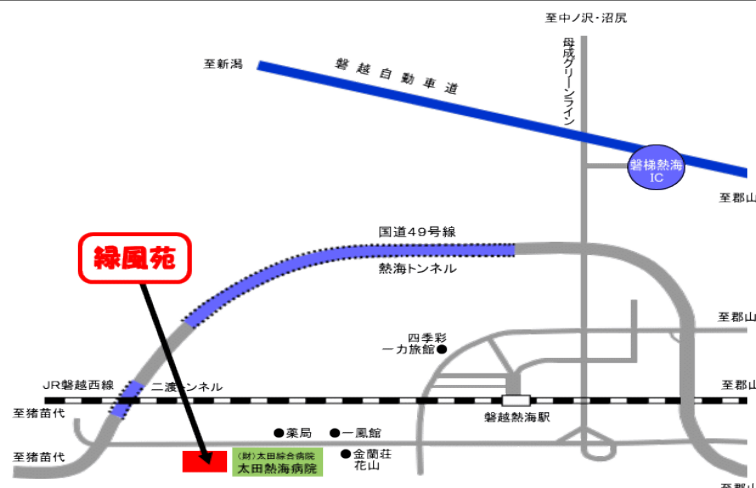 至中ノ沢・沼尻
母成グリーンライン
至新潟
磐越自動車道
磐梯熱海
IC
至郡山
国道49号線
緑風苑
熱海トンネル
至郡山
四季彩
一力旅館●
JR磐越西線
二渡トンネル
至郡山
至猪苗代
磐越熱海駅
●薬局
●一鳳館
至猪苗代
(財)太田綜合病院
太田熱海病院
●金蘭荘
花山
至郡山